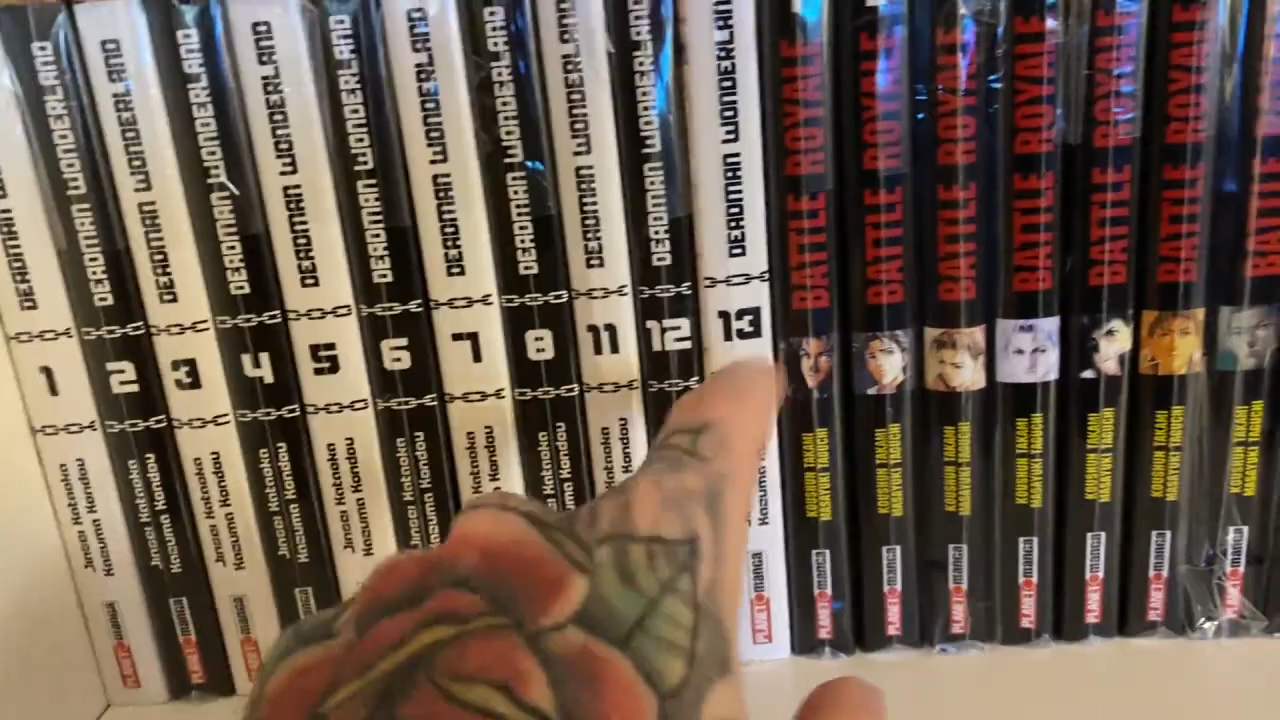 DEADMAN WONDERLAND
1
Jinsei Kataoka
Kazuma Kondou
DEADMAN WONDERLAND
2
Jinsei Kataoka
Kazuma Kondou
PLANET manga
DEADMAN WONDERLAND
3
Jinsei Kataoka
Kazuma Kondou
PLANET manga
DEADMAN WONDERLAND
4
Jinsei Kataoka
Kazuma Kondou
PLANET manga
DEADMAN WONDERLAND
5
Jinsei Kataoka
Kazuma Kondou
DEADMAN WONDERLAND
6
Jinsei Kataoka
Kazuma Kondou
DEADMAN WONDERLAND
7
Kataoka
Kondou
DEADMAN WONDERLAND
8
Kataoka
Kondou
DEADMAN WONDERLAND
11
Kataoka
Kondou
DEADMAN WONDERLAND
12
DEADMAN WONDERLAND
13
Kazuma
PLANET manga
BATTLE ROYALE
KOUSHUN TAKAMI
MASAYUKI TAGUCHI
PLANET manga
BATTLE ROYALE
KOUSHUN TAKAMI
MASAYUKI TAGUCHI
PLANET manga
BATTLE ROYALE
KOUSHUN TAKAMI
MASAYUKI TAGUCHI
PLANET manga
BATTLE ROYALE
KOUSHUN TAKAMI
MASAYUKI TAGUCHI
PLANET manga
BATTLE ROYALE
KOUSHUN TAKAMI
MASAYUKI TAGUCHI
PLANET manga
BATTLE ROYALE
KOUSHUN TAKAMI
MASAYUKI TAGUCHI
PLANET manga
BATTLE ROYALE
KOUSHUN TAKAMI
MASAYUKI TAGUCHI
PLANET manga